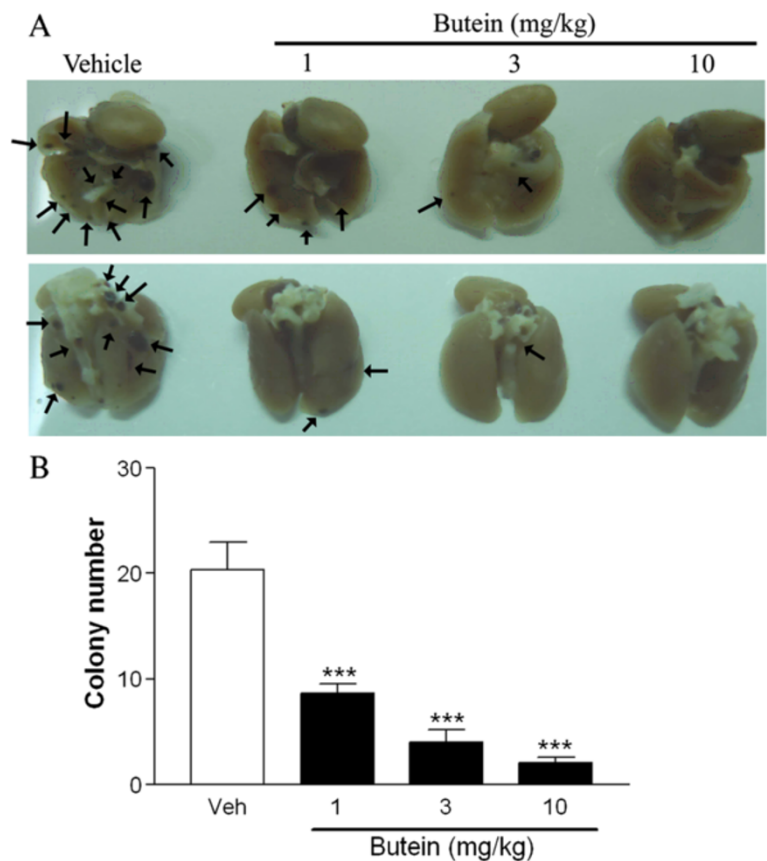 A
Butein (mg/kg)
Vehicle 1 3 10
B
Colony number
30
20
10
0
***
***
***
Veh 1 3 10
Butein (mg/kg)